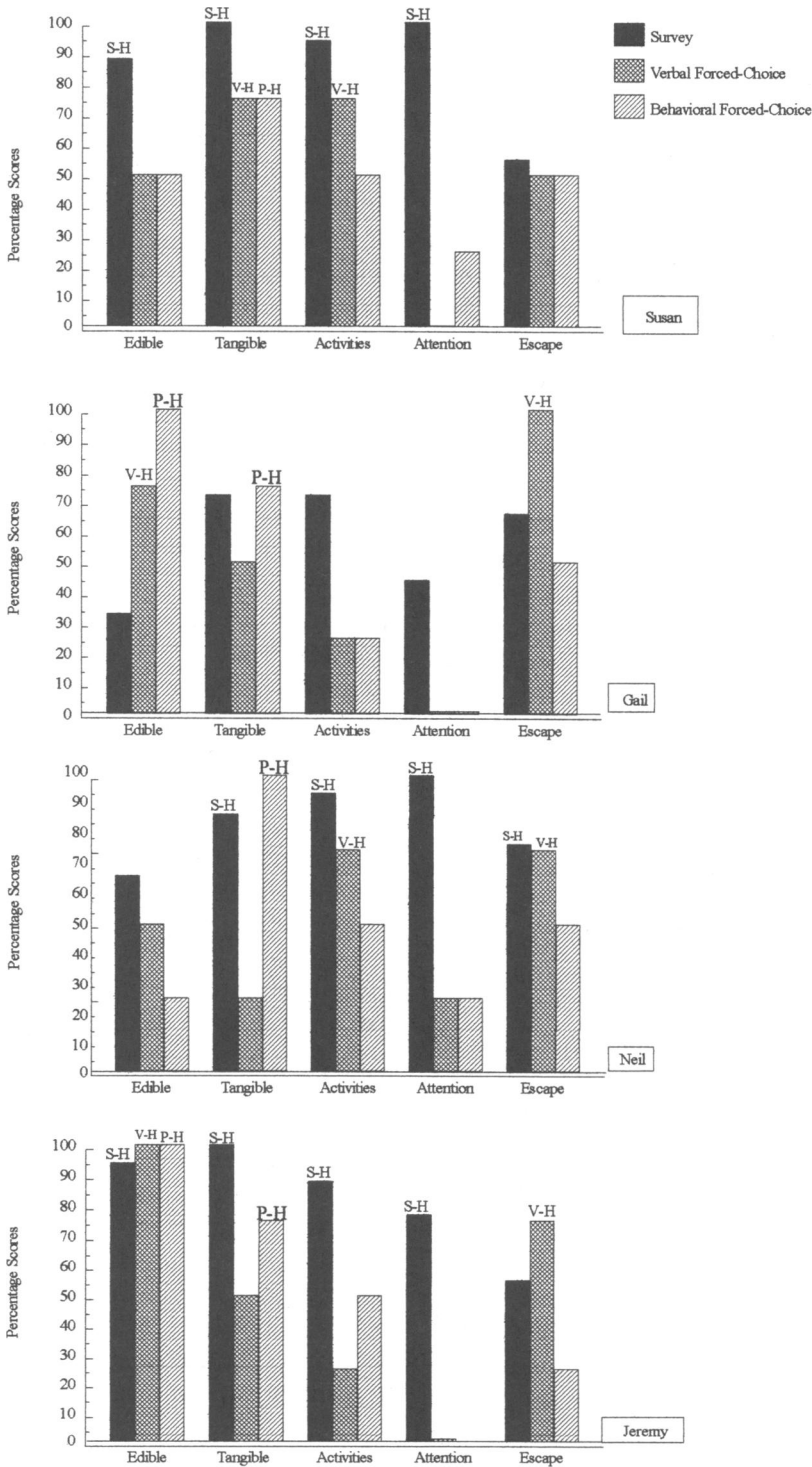 Survey
Verbal Forced-Choice
Behavioral Forced-Choice
Percentage Scores
100
90
80
70
60
50
40
30
20
10
0
S-H
S-H
V-H P-H
S-H
V-H
S-H
Edible Tangible Activities Attention Escape
Susan
Percentage Scores
100
90
80
70
60
50
40
30
20
10
0
V-H
P-H
P-H
V-H
Edible Tangible Activities Attention Escape
Gail
Percentage Scores
100
90
80
70
60
50
40
30
20
10
0
S-H
P-H
S-H
V-H
S-H
S-H V-H
Edible Tangible Activities Attention Escape
Neil
Percentage Scores
100
90
80
70
60
50
40
30
20
10
0
S-H
V-H P-H
S-H
P-H
S-H
S-H
V-H
Edible Tangible Activities Attention Escape
Jeremy